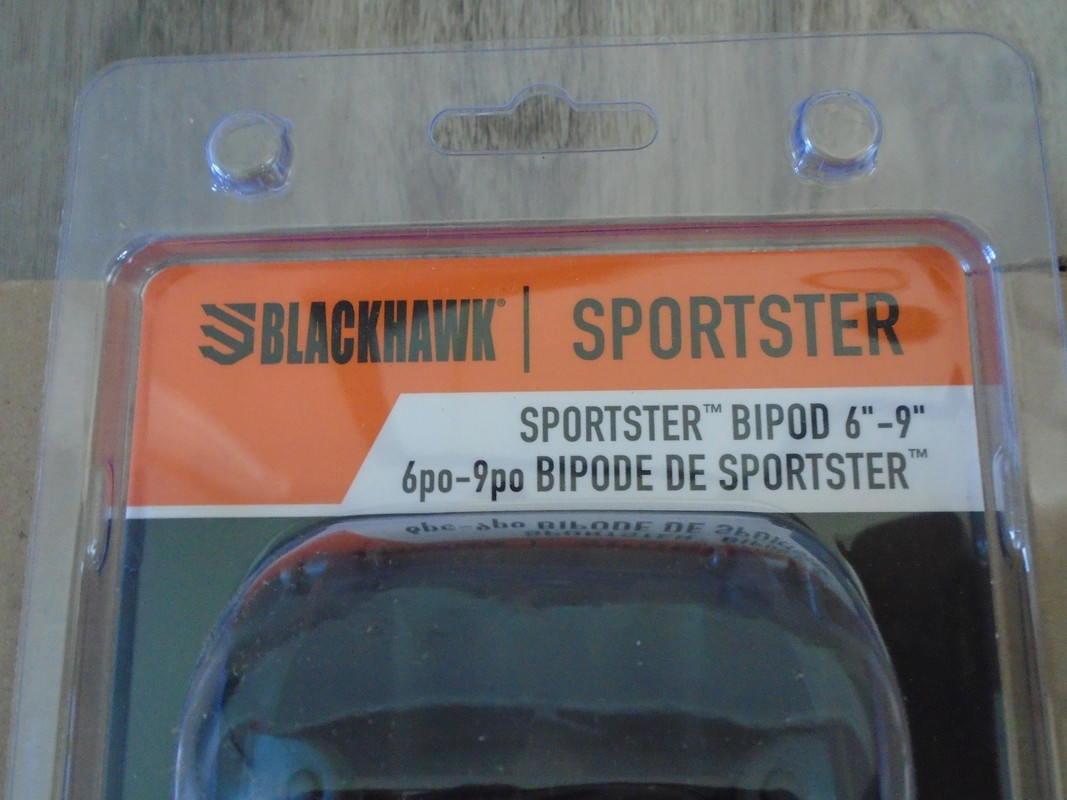 BLACKHAWK® | SPORTSTER
SPORTSTER™ BIPOD 6"-9"
6po-9po BIPODE DE SPORTSTER™